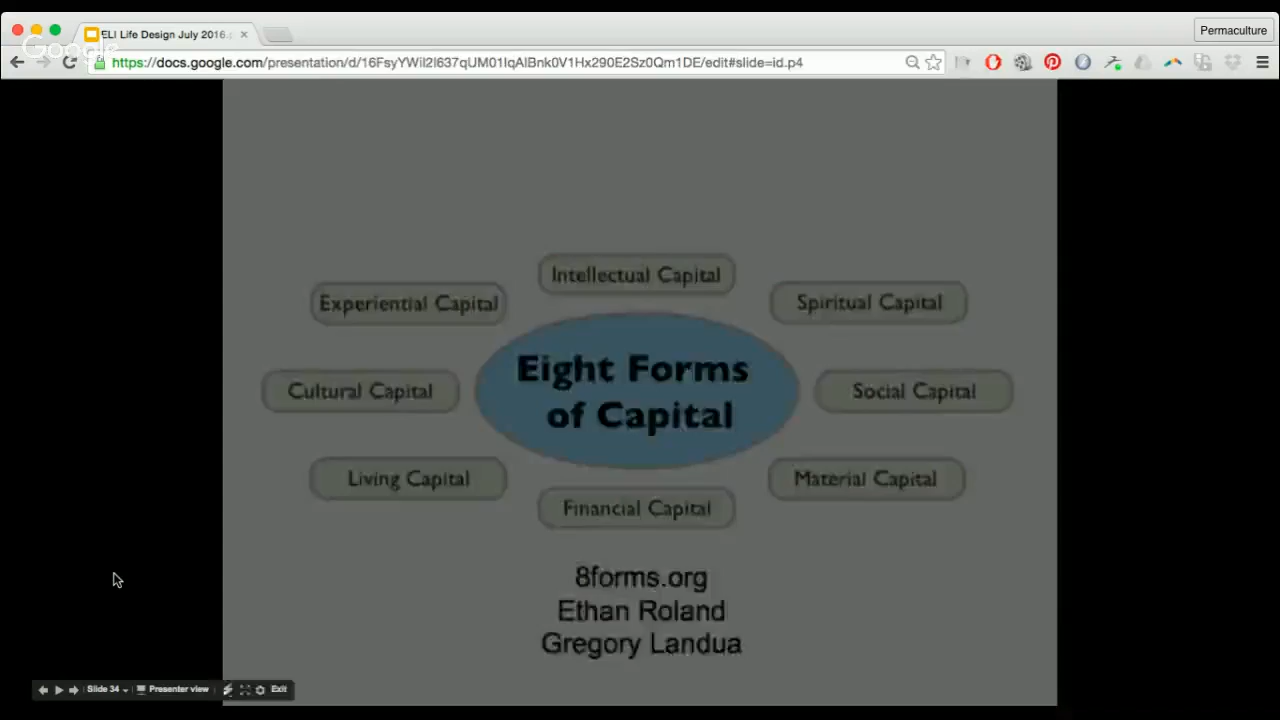 ELI Life Design July 2016
Permaculture
Google
https://docs.google.com/presentation/d/16FsyYWil2l637qUM01IqAlBnk0V1Hx290E2Sz0Qm1DE/edit#slide=id.p4
Intellectual Capital
Experiential Capital
Spiritual Capital
Eight Forms
of Capital
Cultural Capital
Social Capital
Living Capital
Material Capital
Financial Capital
8forms.org
Ethan Roland
Gregory Landua
Slide 34
Presenter view
Exit